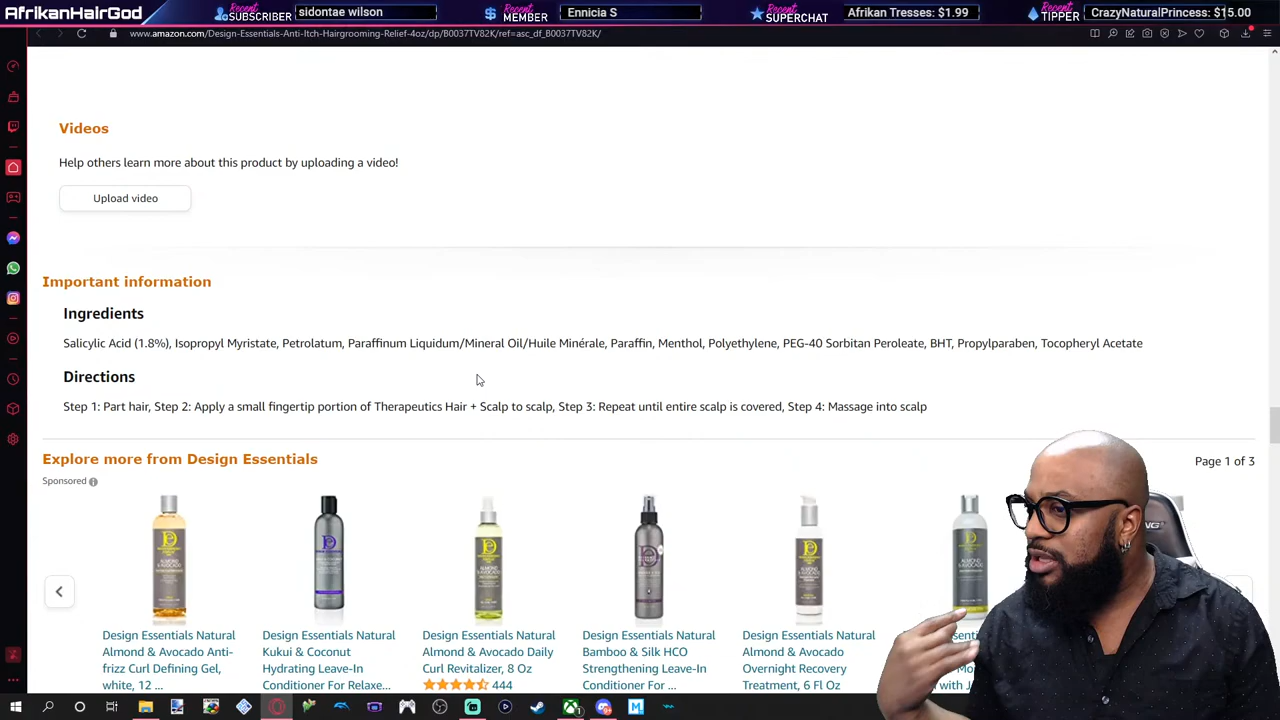 AfrikanHairGod
Recent SUBSCRIBER sidontae wilson
Recent MEMBER Ennicia S
Recent SUPERCHAT Afrikan Tresses: $1.99
Recent TIPPER CrazyNaturalPrincess: $15.00
www.amazon.com/Design-Essentials-Anti-Itch-Hairgrooming-Relief-4oz/dp/B0037TV82K/ref=asc_df_B0037TV82K/
Videos
Help others learn more about this product by uploading a video!
Upload video
Important information
Ingredients
Salicylic Acid (1.8%), Isopropyl Myristate, Petrolatum, Paraffinum Liquidum/Mineral Oil/Huile Minérale, Paraffin, Menthol, Polyethylene, PEG-40 Sorbitan Peroleate, BHT, Propylparaben, Tocopheryl Acetate
Directions
Step 1: Part hair, Step 2: Apply a small fingertip portion of Therapeutics Hair + Scalp to scalp, Step 3: Repeat until entire scalp is covered, Step 4: Massage into scalp
Explore more from Design Essentials
Page 1 of 3
Sponsored
Design Essentials Natural
Almond & Avocado Anti-
frizz Curl Defining Gel,
white, 12 ...
Design Essentials Natural
Kukui & Coconut
Hydrating Leave-In
Conditioner For Relaxe...
Design Essentials Natural
Almond & Avocado Daily
Curl Revitalizer, 8 Oz
444
Design Essentials Natural
Bamboo & Silk HCO
Strengthening Leave-In
Conditioner For ...
Design Essentials Natural
Almond & Avocado
Overnight Recovery
Treatment, 6 Fl Oz